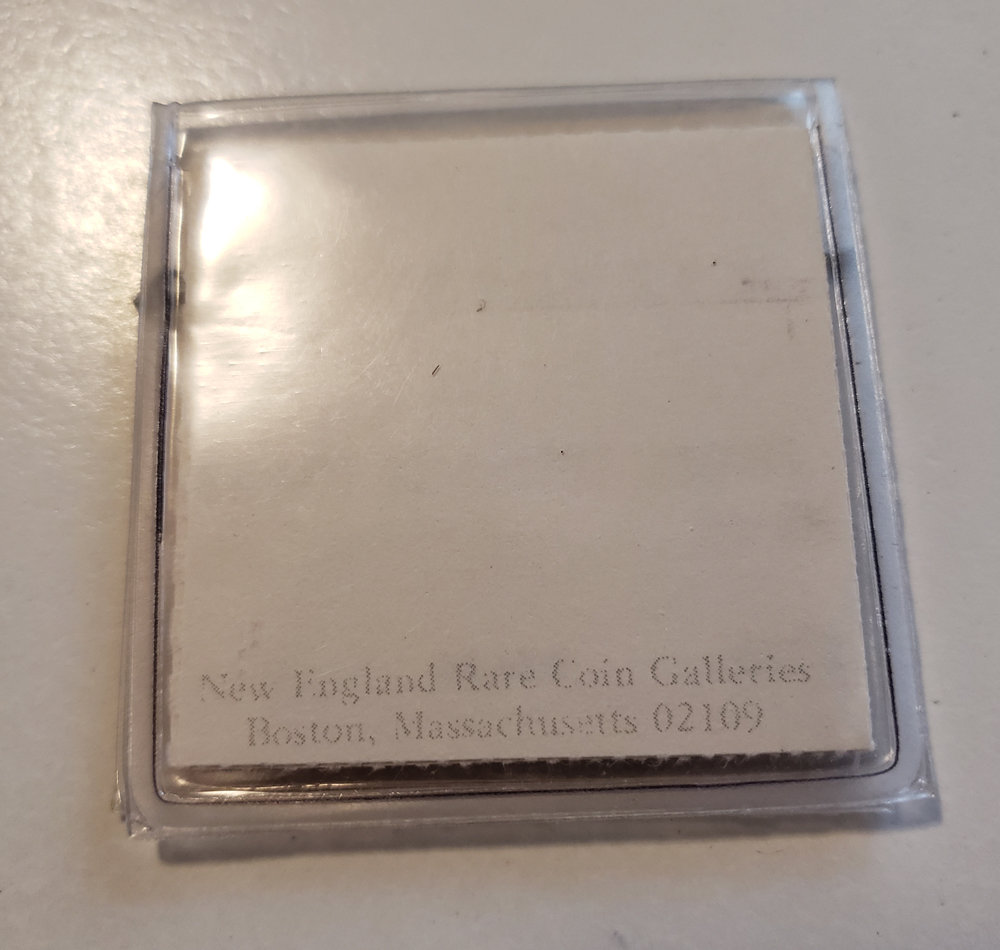 New England Rare Coin Galleries
Boston, Massachusetts 02109